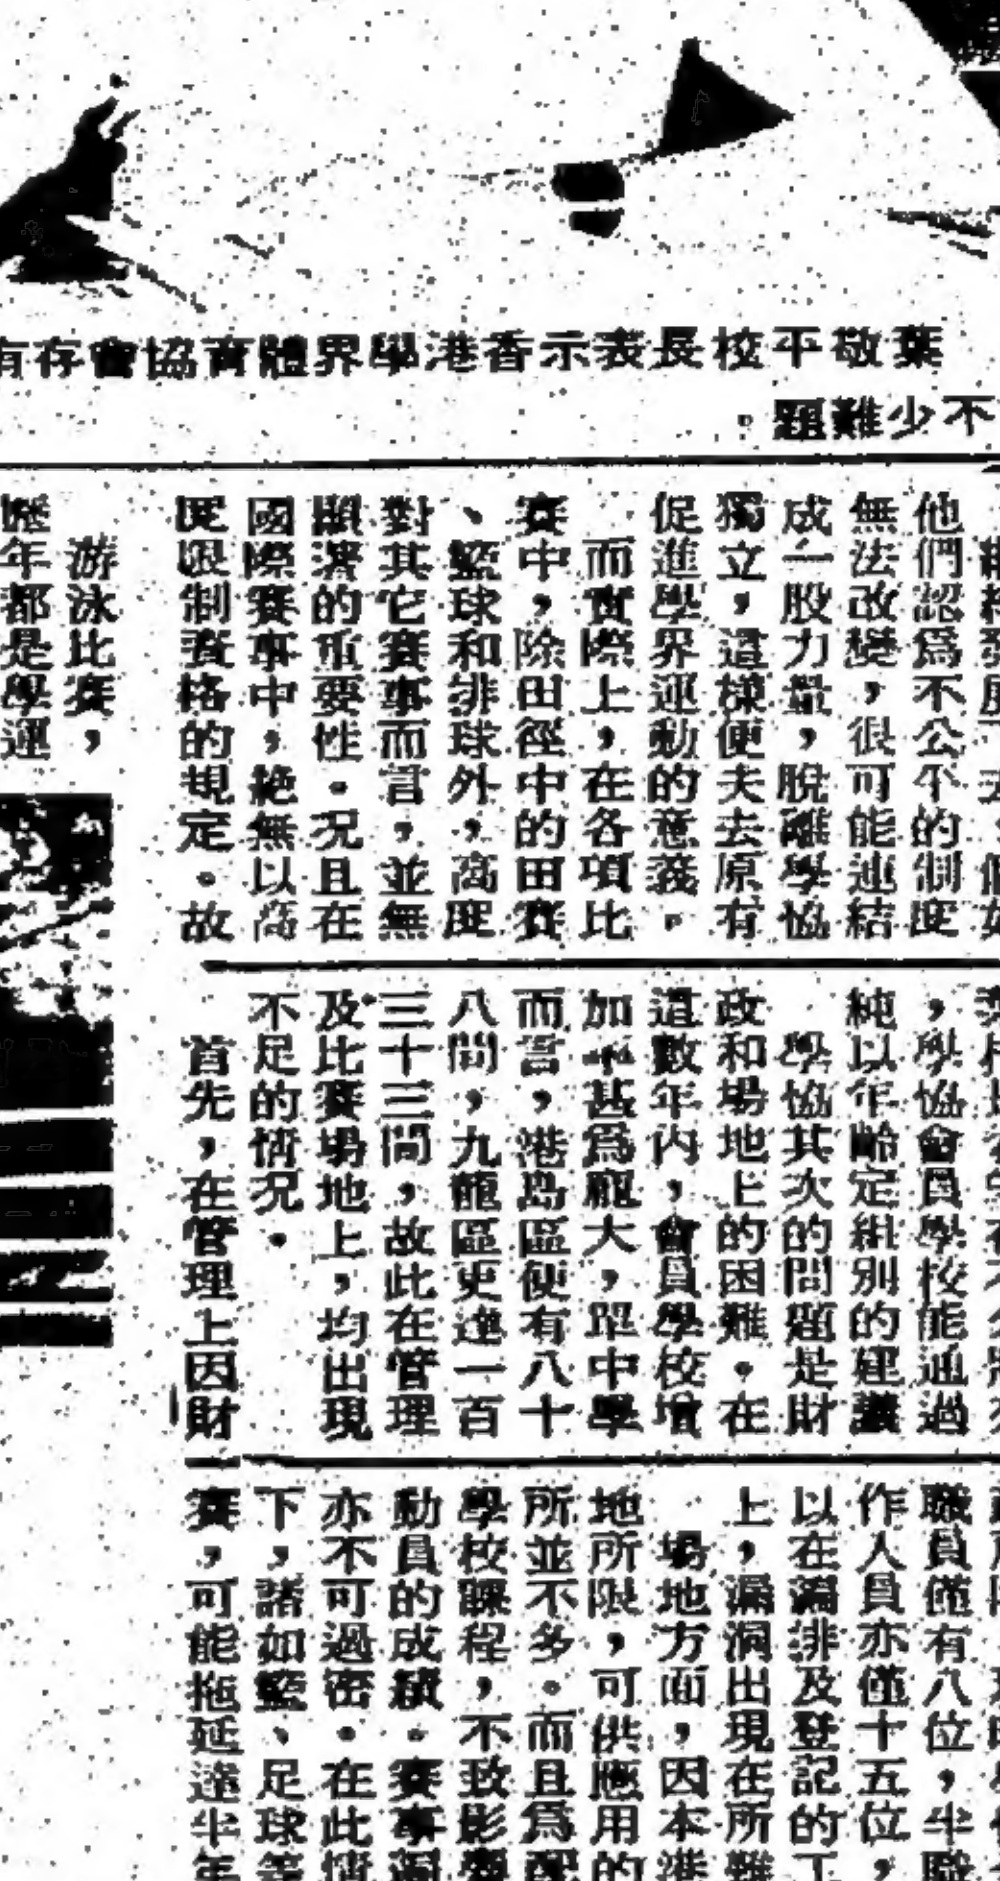 葉敬平校長表示香港學界體育協會存有
不少難題。
他們認爲不公平的制度
無法改變，很可能連結
成一股力量，脫離學協
獨立，這樣便失去原有
促進學界運動的意義。
而實際上，在各項比
賽中，除田徑中的田賽
、籃球和排球外，高度
對其它賽事而言，並無
顯著的重要性。況且在
國際賽事中，絶無以高
度限制資格的規定。故
游泳比賽，
歷年都是學運
，學協會員學校能通過
純以年齡定組別的建議
學協其次的問題是財
政和場地上的困難。在
這數年内，會員學校增
加率甚爲龐大，單中學
而言，港島區便有八十
八間，九龍區更達一百
三十三間，故此在管理
及比賽場地上，均出現
不足的情况。
首先，在管理上因財
職員僅有八位，半職
作人員亦僅十五位，
以在編排及登記的工
上，漏洞出現在所難
場地方面，因本港
地所限，可供應用的
所並不多。而且爲配
學校課程，不致影響
動員的成績。賽事
亦不可過密。在此情
下，諸如籃、足球等
賽，可能拖延達半年